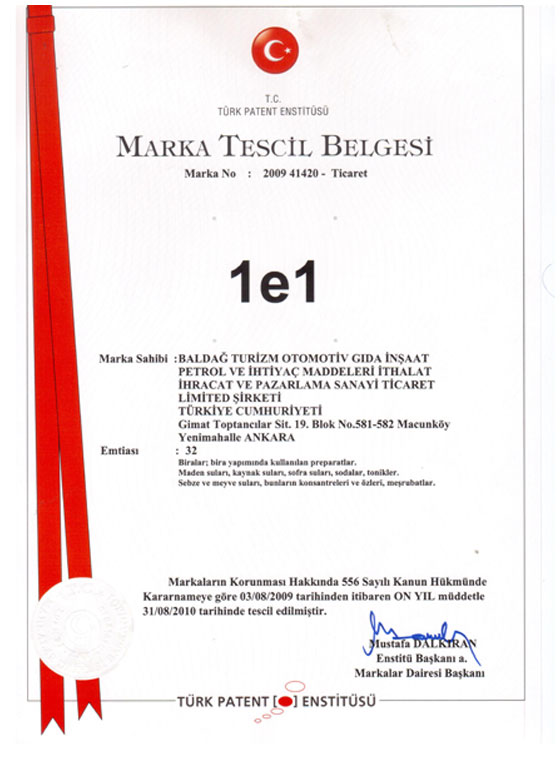 T.C.
TÜRK PATENT ENSTİTÜSÜ
MARKA TESCİL BELGESİ
Marka No : 2009 41420 - Ticaret
1e1
Marka Sahibi :BALDAĞ TURİZM OTOMOTİV GIDA İNŞAAT
PETROL VE İHTİYAÇ MADDELERİ İTHALAT
İHRACAT VE PAZARLAMA SANAYİ TİCARET
LİMİTED ŞİRKETİ
TÜRKİYE CUMHURİYETİ
Gimat Toptancılar Sit. 19. Blok No.581-582 Macunköy
Yenimahalle ANKARA
Emtiası : 32
Biralar; bira yapımında kullanılan preparatlar.
Maden suları, kaynak suları, sofra suları, sodalar, tonikler.
Sebze ve meyve suları, bunların konsantreleri ve özleri, meşrubatlar.
Markaların Korunması Hakkında 556 Sayılı Kanun Hükmünde
Kararnameye göre 03/08/2009 tarihinden itibaren ON YIL müddetle
31/08/2010 tarihinde tescil edilmiştir.
Mustafa DALKIRAN
Enstitü Başkanı a.
Markalar Dairesi Başkanı
TÜRK PATENT [ ] ENSTİTÜSÜ